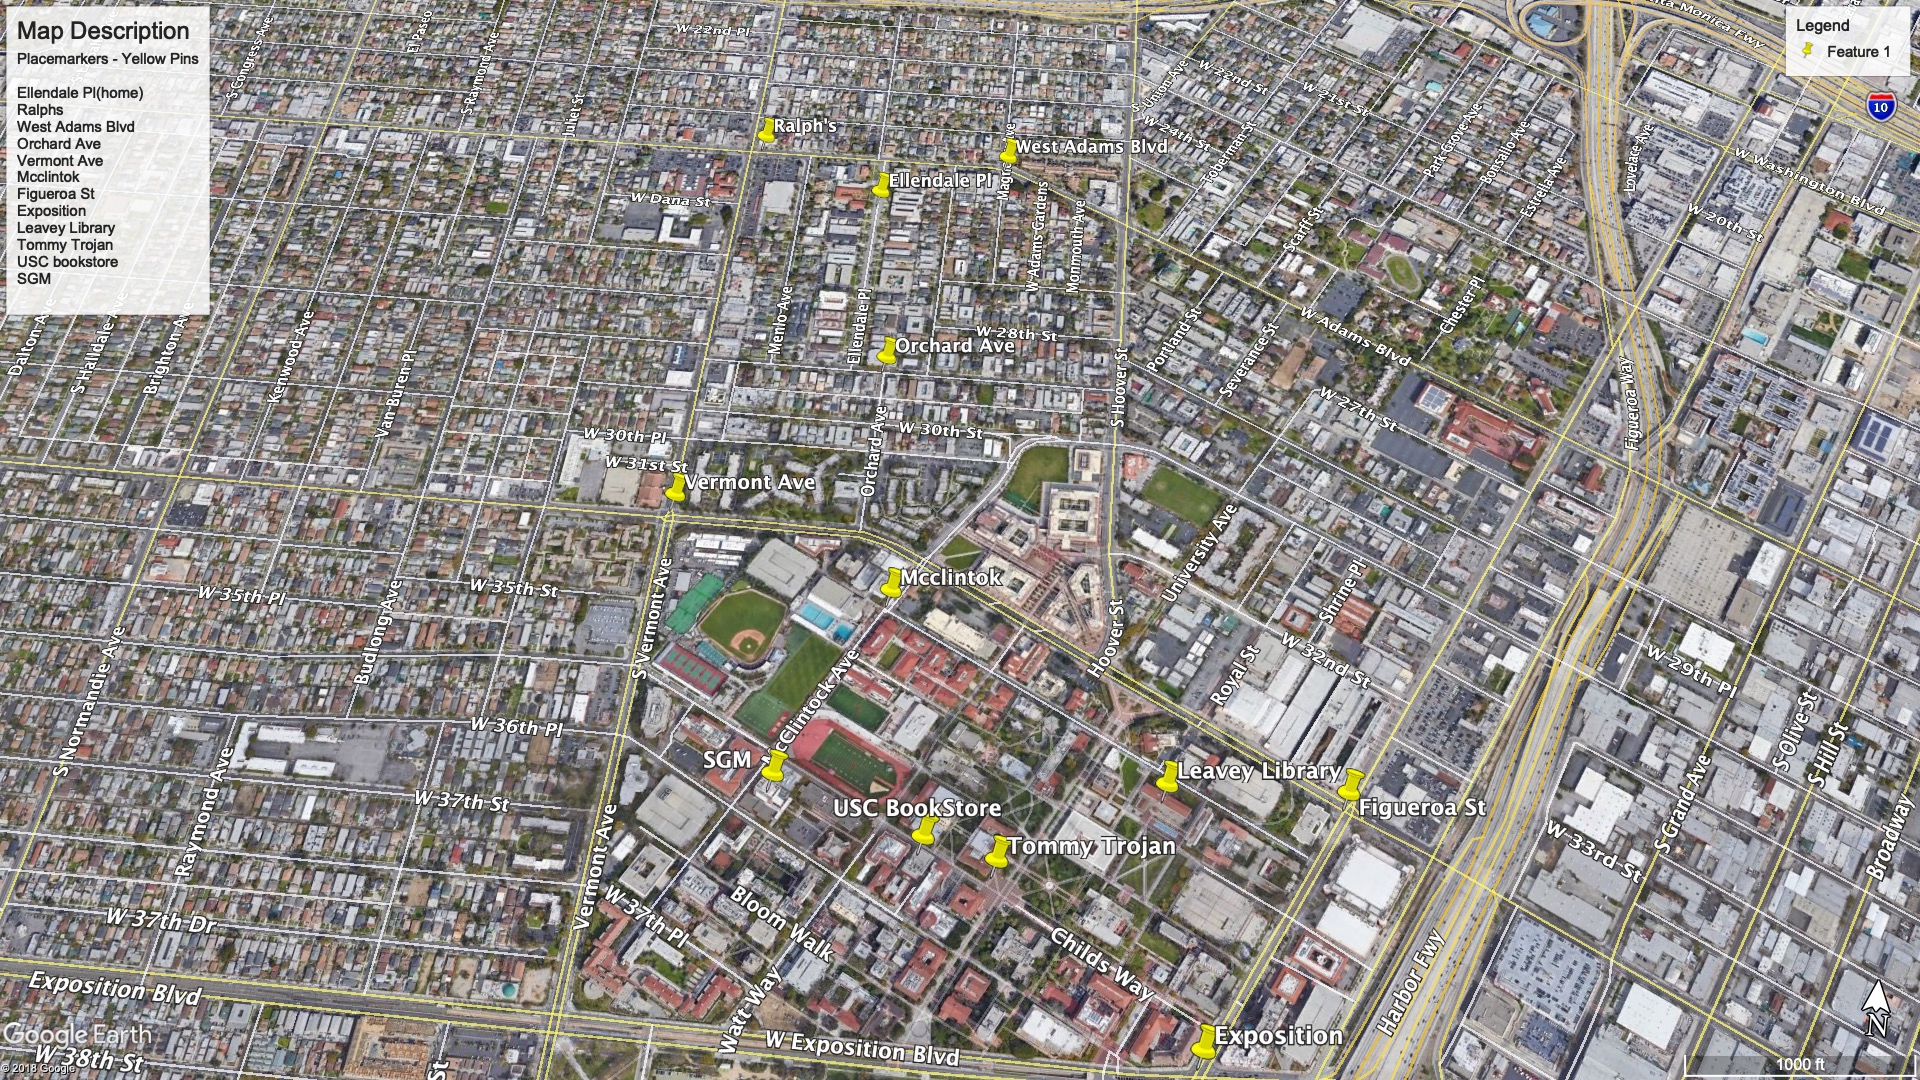 Map Description
Placemarkers - Yellow Pins
Ellendale Pl(home)
Ralphs
West Adams Blvd
Orchard Ave
Vermont Ave
Mcclintok
Figueroa St
Exposition
Leavey Library
Tommy Trojan
USC bookstore
SGM
Legend
Feature 1
10
S Congress Ave
El Paseo
S Raymond Ave
Juliet St
W 22nd Pl
S Union Ave
W 22nd St
W 21st St
W 24th St
Toberman St
Park Grove Ave
Bonsallo Ave
Estrella Ave
Lovelace Ave
W Washington Blvd
W 20th St
Ralph's
West Adams Blvd
Ellendale Pl
W Dana St
W Adams Gardens
Monmouth Ave
Scarff St
Chester Pl
Dalton Ave
S Halldale Ave
Brighton Ave
Kenwood Ave
Van Buren Pl
Menlo Ave
Ellendale Pl
W 28th St
Orchard Ave
S Hoover St
Portland St
Severance St
W Adams Blvd
W 27th St
Figueroa Way
W 30th Pl
W 31st St
W 30th St
Orchard Ave
Vermont Ave
University Ave
Mcclintok
W 35th Pl
Budlong Ave
W 35th St
S Vermont Ave
Hoover St
Shrine Pl
W 32nd St
Royal St
W 29th Pl
S Normandie Ave
W 36th Pl
McClintock Ave
SGM
Leavey Library
Figueroa St
S Olive St
S Hill St
S Grand Ave
Broadway
W 33rd St
Raymond Ave
W 37th St
USC BookStore
Tommy Trojan
Vermont Ave
W 37th Pl
Bloom Walk
Childs Way
W 37th Dr
Exposition Blvd
Watt Way
W Exposition Blvd
Exposition
Harbor Fwy
Google Earth
W 38th St
© 2018 Google
St
N
1000 ft